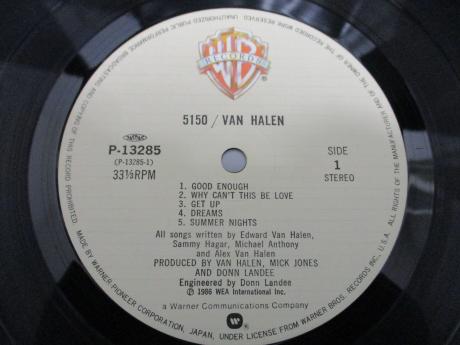 UNAUTHORIZED PUBLIC PERFORMANCE, BROADCASTING AND COPYING OF THIS RECORD PROHIBITED
ALL RIGHTS OF THE MANUFACTURER AND OF THE OWNER OF THE RECORDED WORK RESERVED
WB
RECORDS
5150 / VAN HALEN
P-13285
(P-13285-1)
33⅓RPM
SIDE
1
STEREO
1. GOOD ENOUGH
2. WHY CAN'T THIS BE LOVE
3. GET UP
4. DREAMS
5. SUMMER NIGHTS
All songs written by Edward Van Halen,
Sammy Hagar, Michael Anthony
and Alex Van Halen
PRODUCED BY VAN HALEN, MICK JONES
AND DONN LANDEE
Engineered by Donn Landee
℗ 1986 WEA International Inc.
a Warner Communications Company
MADE BY WARNER-PIONEER CORPORATION, JAPAN, UNDER LICENSE FROM WARNER BROS. RECORDS INC., U.S.A.